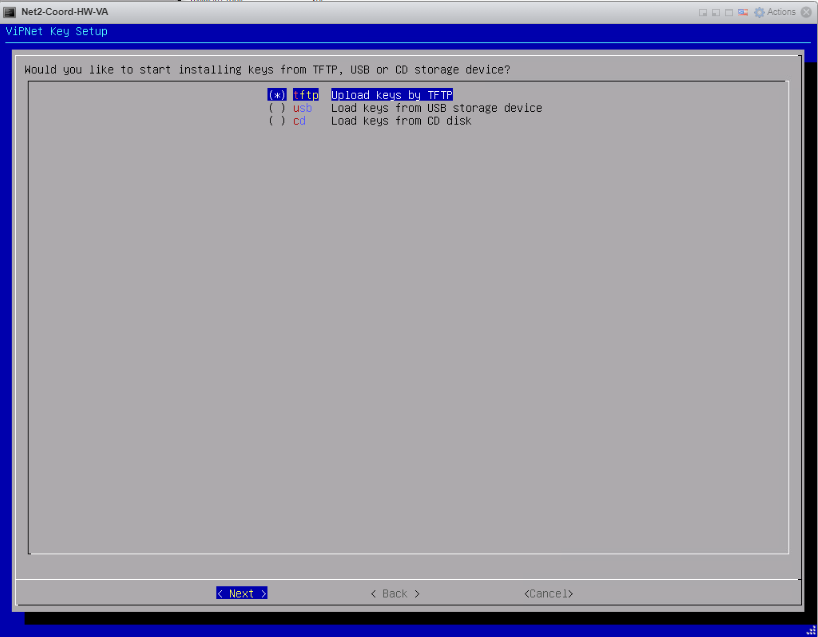 Net2-Coord-HW-VA
Actions
ViPNet Key Setup
Would you like to start installing keys from TFTP, USB or CD storage device?
(*) tftp Upload keys by TFTP
( ) usb Load keys from USB storage device
( ) cd Load keys from CD disk
< Next > < Back > <Cancel>